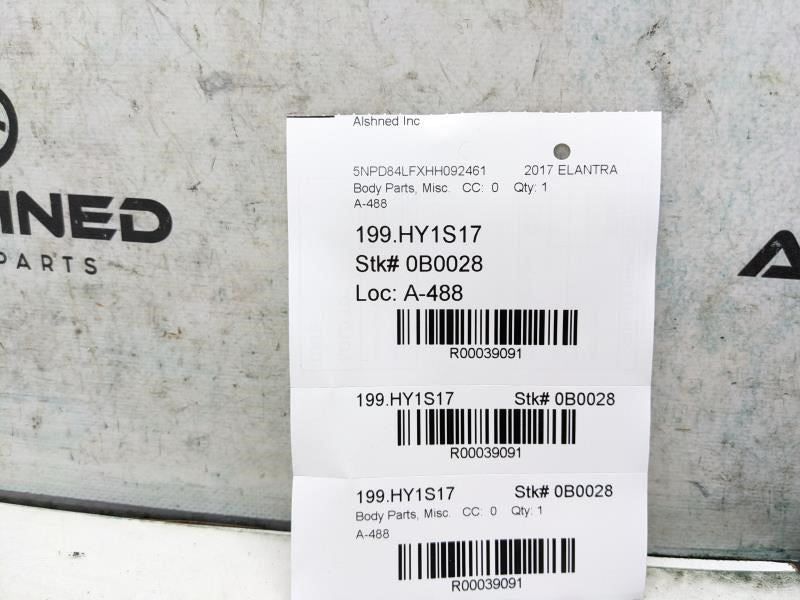 INED
PARTS
A
Alshned Inc
5NPD84LFXHH092461 2017 ELANTRA
Body Parts, Misc. CC: 0 Qty: 1
A-488
199.HY1S17
Stk# 0B0028
Loc: A-488
R00039091
199.HY1S17 Stk# 0B0028
R00039091
199.HY1S17 Stk# 0B0028
Body Parts, Misc. CC: 0 Qty: 1
A-488
R00039091